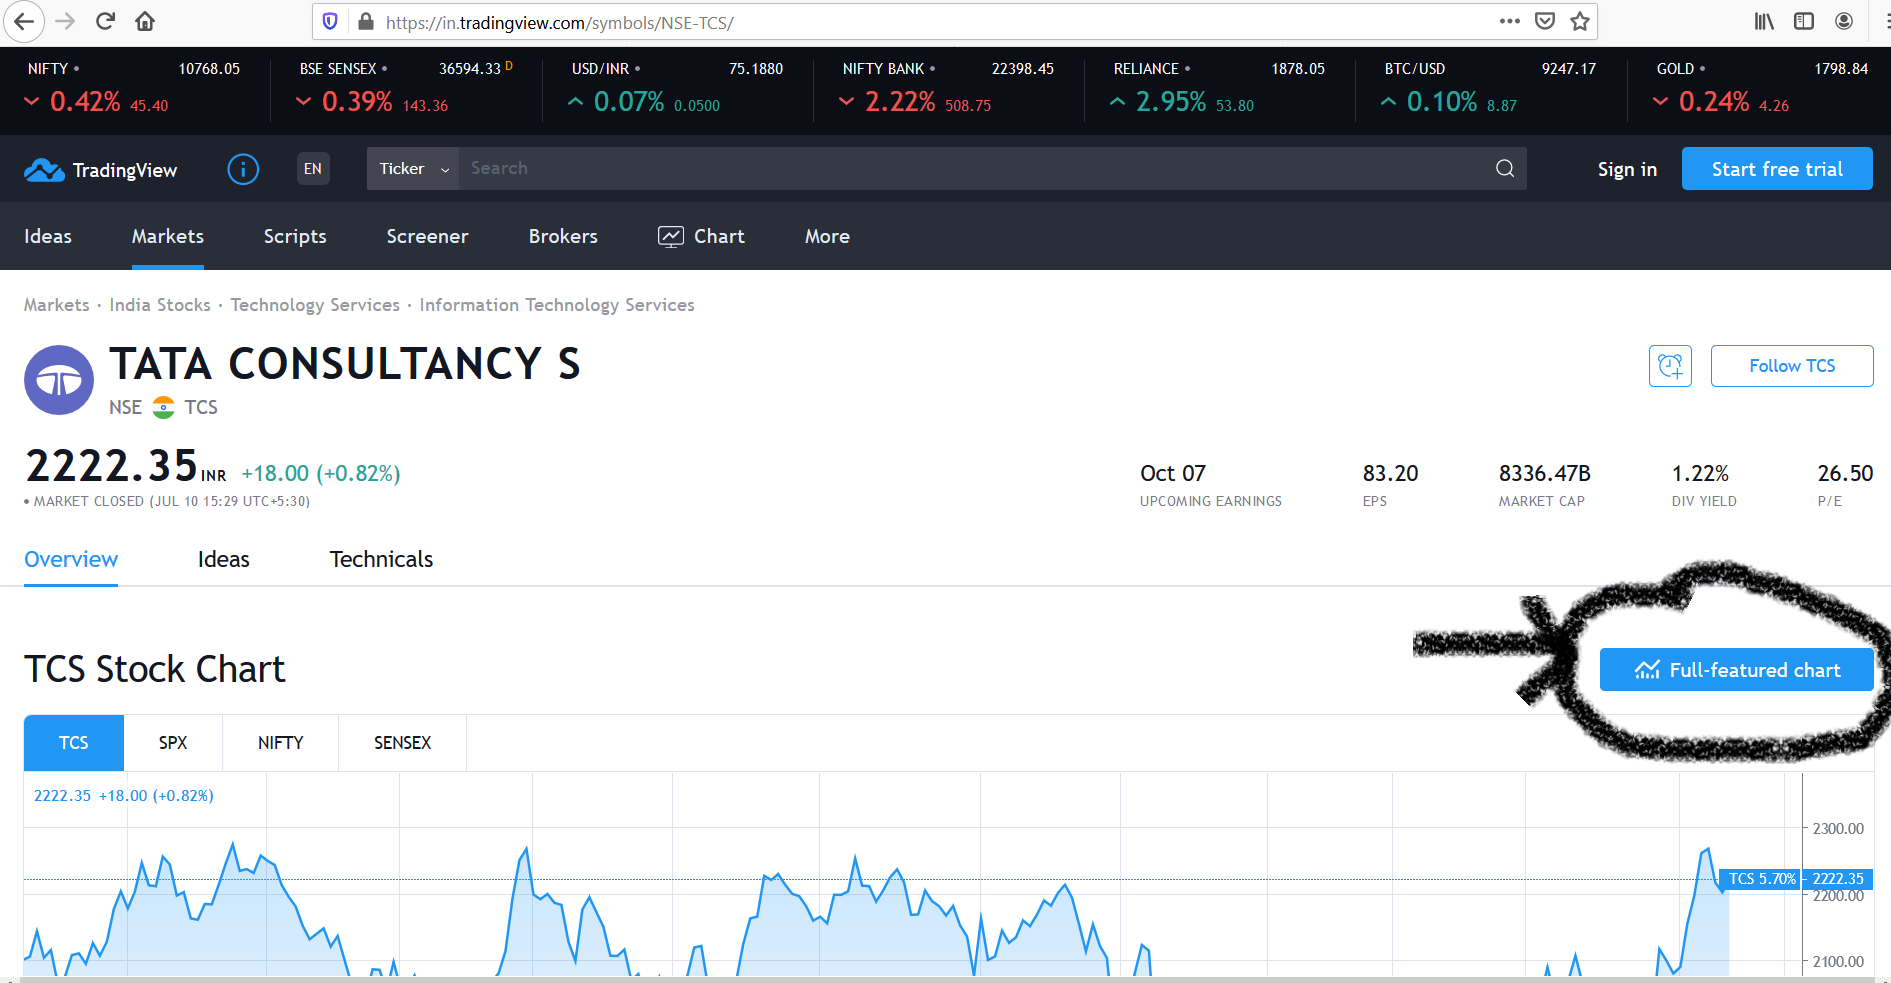 https://in.tradingview.com/symbols/NSE-TCS/
NIFTY • 10768.05 BSE SENSEX • 36594.33 D USD/INR • 75.1880 NIFTY BANK • 22398.45 RELIANCE • 1878.05 BTC/USD 9247.17 GOLD • 1798.84
0.42% 45.40 0.39% 143.36 0.07% 0.0500 2.22% 508.75 2.95% 53.80 0.10% 8.87 0.24% 4.26
TradingView i EN Ticker Search Sign in Start free trial
Ideas Markets Scripts Screener Brokers Chart More
Markets · India Stocks · Technology Services · Information Technology Services
TATA CONSULTANCY S
Follow TCS
NSE TCS
2222.35 INR +18.00 (+0.82%) Oct 07 83.20 8336.47B 1.22% 26.50
• MARKET CLOSED (JUL 10 15:29 UTC+5:30) UPCOMING EARNINGS EPS MARKET CAP DIV YIELD P/E
Overview Ideas Technicals
TCS Stock Chart Full-featured chart
TCS SPX NIFTY SENSEX
2222.35 +18.00 (+0.82%)
2300.00
TCS 5.70% 2222.35
2200.00
2100.00